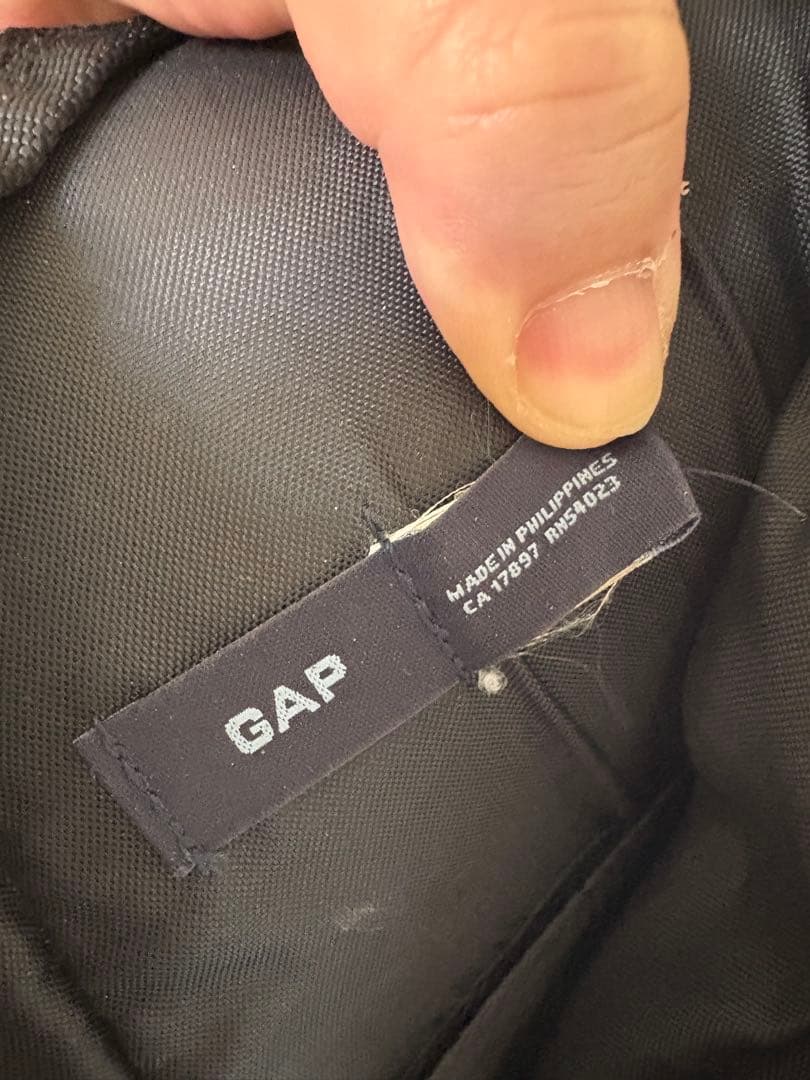 GAP
MADE IN PHILIPPINES
CA 17897 RN54023